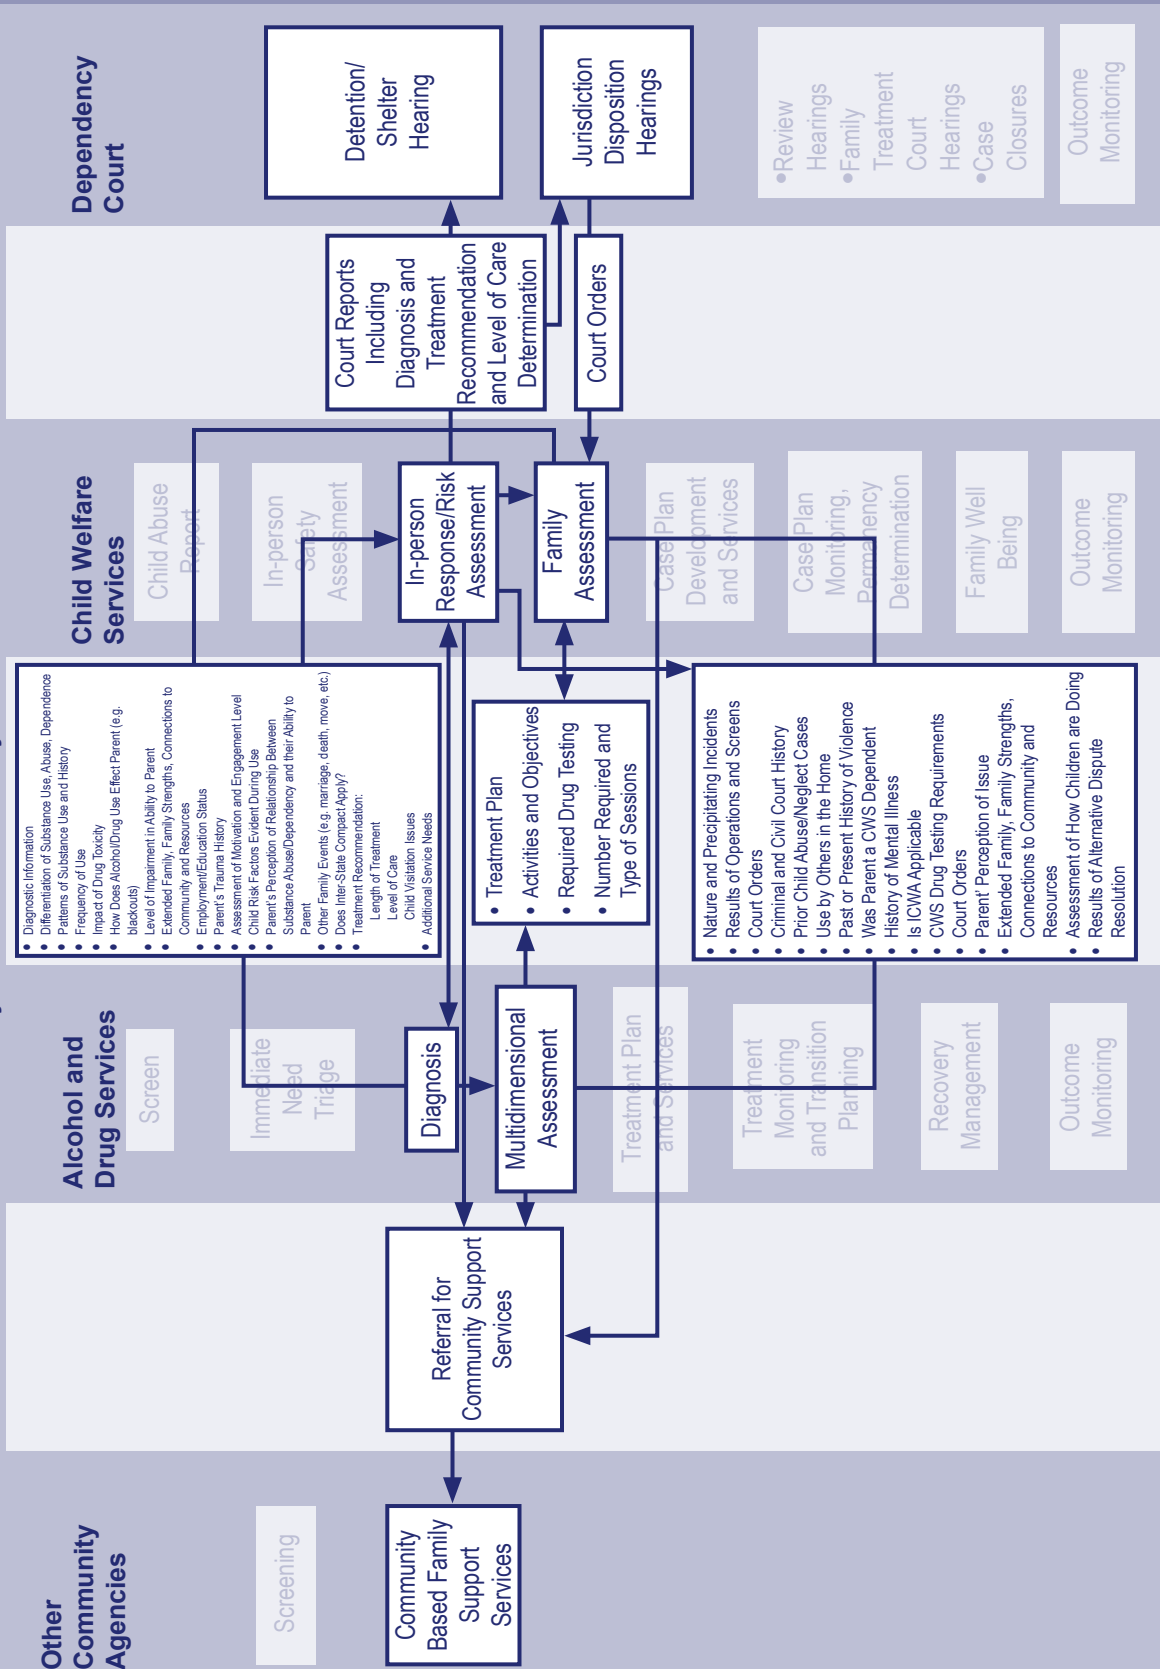 Other
Community
Agencies
Screening
Community
Based Family
Support
Services
Referral for
Community Support
Services
Alcohol and
Drug Services
Screen
Immediate
Need
Triage
Diagnosis
Multidimensional
Assessment
Treatment Plan
and Services
Treatment
Monitoring
and Transition
Planning
Recovery
Management
Outcome
Monitoring
• Diagnostic Information
• Differentiation of Substance Use, Abuse, Dependence
• Patterns of Substance Use and History
• Frequency of Use
• Impact of Drug Toxicity
• How Does Alcohol/Drug Use Effect Parent (e.g.
blackouts)
• Level of Impairment in Ability to Parent
• Extended Family, Family Strengths, Connections to
Community and Resources
• Employment/Education Status
• Parent's Trauma History
• Assessment of Motivation and Engagement Level
• Child Risk Factors Evident During Use
• Parent's Perception of Relationship Between
Substance Abuse/Dependency and their Ability to
Parent
• Other Family Events (e.g. marriage, death, move, etc.)
• Does Inter-State Compact Apply?
• Treatment Recommendation:
Length of Treatment
Level of Care
Child Visitation Issues
• Additional Service Needs
• Treatment Plan
• Activities and Objectives
• Required Drug Testing
• Number Required and
Type of Sessions
• Nature and Precipitating Incidents
• Results of Operations and Screens
• Court Orders
• Criminal and Civil Court History
• Prior Child Abuse/Neglect Cases
• Use by Others in the Home
• Past or Present History of Violence
• Was Parent a CWS Dependent
• History of Mental Illness
• Is ICWA Applicable
• CWS Drug Testing Requirements
• Court Orders
• Parent' Perception of Issue
• Extended Family, Family Strengths,
Connections to Community and
Resources
• Assessment of How Children are Doing
• Results of Alternative Dispute
Resolution
Child Welfare
Services
Child Abuse
Report
In-person
Safety
Assessment
In-person
Response/Risk
Assessment
Family
Assessment
Case Plan
Development
and Services
Case Plan
Monitoring,
Permanency
Determination
Family Well
Being
Outcome
Monitoring
Court Reports
Including
Diagnosis and
Treatment
Recommendation
and Level of Care
Determination
Court Orders
Dependency
Court
Detention/
Shelter
Hearing
Jurisdiction
Disposition
Hearings
•Review
Hearings
•Family
Treatment
Court
Hearings
•Case
Closures
Outcome
Monitoring